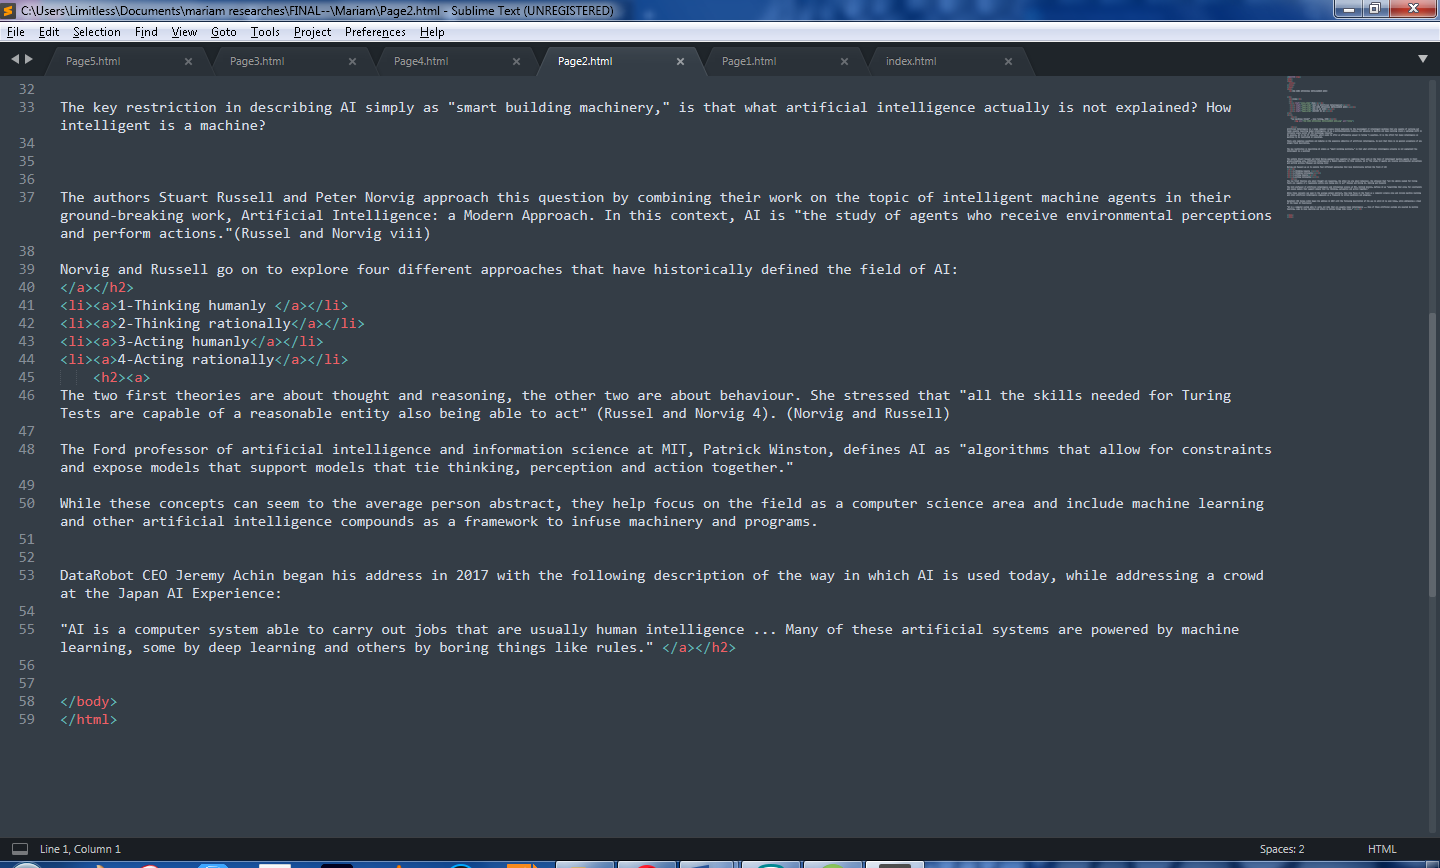 C:\Users\Limitless\Documents\mariam researches\FINAL--\Mariam\Page2.html - Sublime Text (UNREGISTERED)
File Edit Selection Find View Goto Tools Project Preferences Help
Page5.html Page3.html Page4.html Page2.html Page1.html index.html
32
33 The key restriction in describing AI simply as "smart building machinery," is that what artificial intelligence actually is not explained? How
intelligent is a machine?
34
35
36
37 The authors Stuart Russell and Peter Norvig approach this question by combining their work on the topic of intelligent machine agents in their
ground-breaking work, Artificial Intelligence: a Modern Approach. In this context, AI is "the study of agents who receive environmental perceptions
and perform actions."(Russel and Norvig viii)
38
39 Norvig and Russell go on to explore four different approaches that have historically defined the field of AI:
40 </a></h2>
41 <li><a>1-Thinking humanly </a></li>
42 <li><a>2-Thinking rationally</a></li>
43 <li><a>3-Acting humanly</a></li>
44 <li><a>4-Acting rationally</a></li>
45 <h2><a>
46 The two first theories are about thought and reasoning, the other two are about behaviour. She stressed that "all the skills needed for Turing
Tests are capable of a reasonable entity also being able to act" (Russel and Norvig 4). (Norvig and Russell)
47
48 The Ford professor of artificial intelligence and information science at MIT, Patrick Winston, defines AI as "algorithms that allow for constraints
and expose models that support models that tie thinking, perception and action together."
49
50 While these concepts can seem to the average person abstract, they help focus on the field as a computer science area and include machine learning
and other artificial intelligence compounds as a framework to infuse machinery and programs.
51
52
53 DataRobot CEO Jeremy Achin began his address in 2017 with the following description of the way in which AI is used today, while addressing a crowd
at the Japan AI Experience:
54
55 "AI is a computer system able to carry out jobs that are usually human intelligence ... Many of these artificial systems are powered by machine
learning, some by deep learning and others by boring things like rules." </a></h2>
56
57
58 </body>
59 </html>
Line 1, Column 1 Spaces: 2 HTML